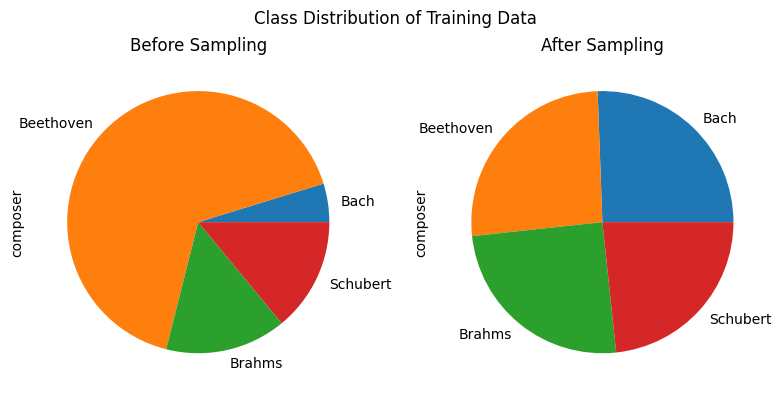 Class Distribution of Training Data
Before Sampling
Beethoven
Bach
composer
Schubert
Brahms
After Sampling
Bach
Beethoven
composer
Schubert
Brahms